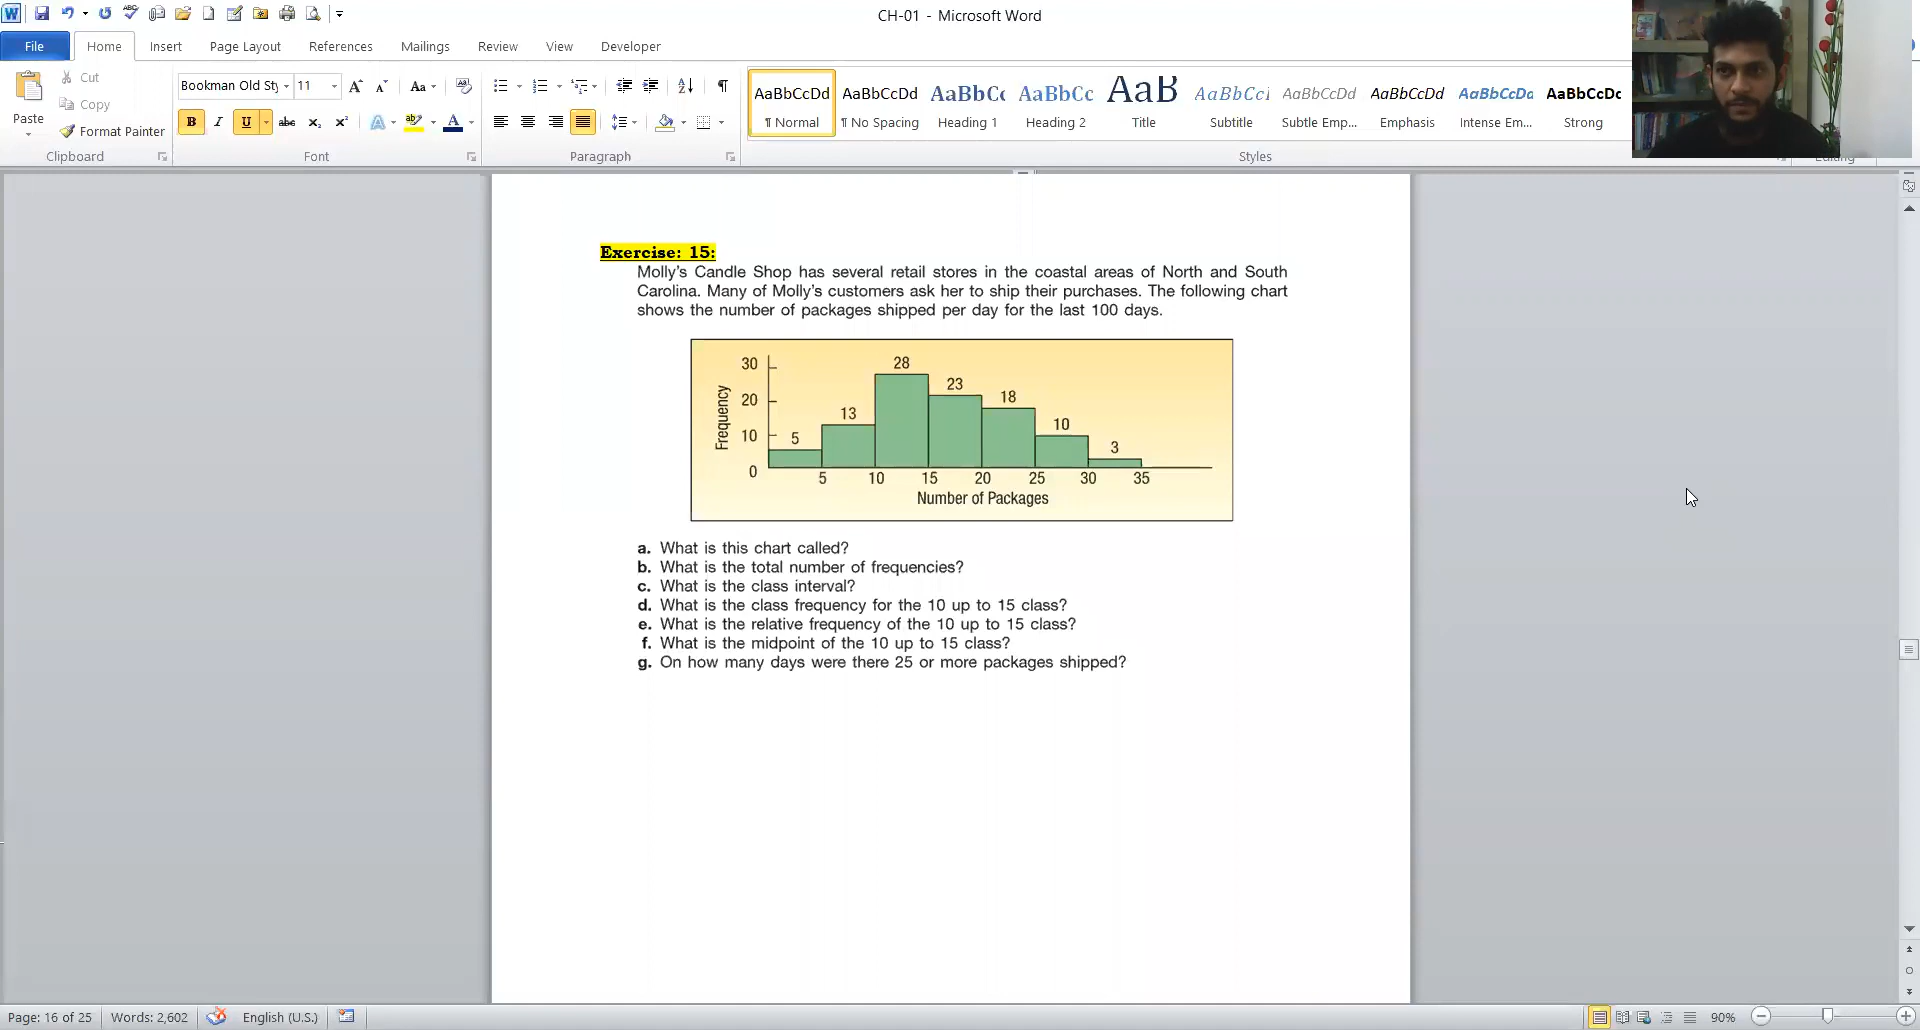 CH-01 - Microsoft Word
File Home Insert Page Layout References Mailings Review View Developer
Cut
Copy
Paste
Format Painter
Clipboard
Bookman Old Sty 11
Font
Paragraph
AaBbCcDd AaBbCcDd AaBbCc AaBbCc AaB AaBbCcI AaBbCcDd AaBbCcDd AaBbCcDd AaBbCcDc
¶ Normal ¶ No Spacing Heading 1 Heading 2 Title Subtitle Subtle Emp... Emphasis Intense Em... Strong
Styles
Exercise: 15:
Molly's Candle Shop has several retail stores in the coastal areas of North and South
Carolina. Many of Molly's customers ask her to ship their purchases. The following chart
shows the number of packages shipped per day for the last 100 days.
Frequency
30
20
10
0
5 13 28 23 18 10 3
5 10 15 20 25 30 35
Number of Packages
a. What is this chart called?
b. What is the total number of frequencies?
c. What is the class interval?
d. What is the class frequency for the 10 up to 15 class?
e. What is the relative frequency of the 10 up to 15 class?
f. What is the midpoint of the 10 up to 15 class?
g. On how many days were there 25 or more packages shipped?
Page: 16 of 25 Words: 2,602 English (U.S.) 90%